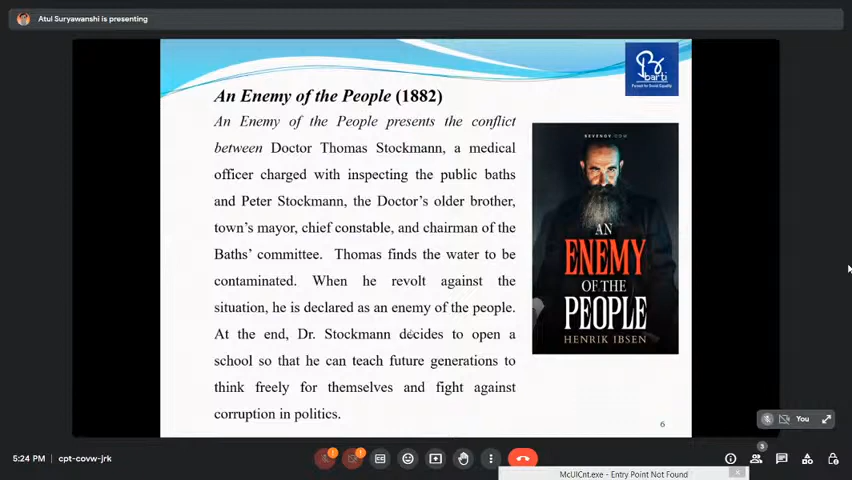 Atul Suryawanshi is presenting
barti
An Enemy of the People (1882)
An Enemy of the People presents the conflict
between Doctor Thomas Stockmann, a medical
officer charged with inspecting the public baths
and Peter Stockmann, the Doctor's older brother,
town's mayor, chief constable, and chairman of the
Baths' committee. Thomas finds the water to be
contaminated. When he revolt against the
situation, he is declared as an enemy of the people.
At the end, Dr. Stockmann decides to open a
school so that he can teach future generations to
think freely for themselves and fight against
corruption in politics.
AN
ENEMY
OF THE
PEOPLE
HENRIK IBSEN
6
You
5:24 PM | cpt-covw-jrk
3
McUICnt.exe - Entry Point Not Found